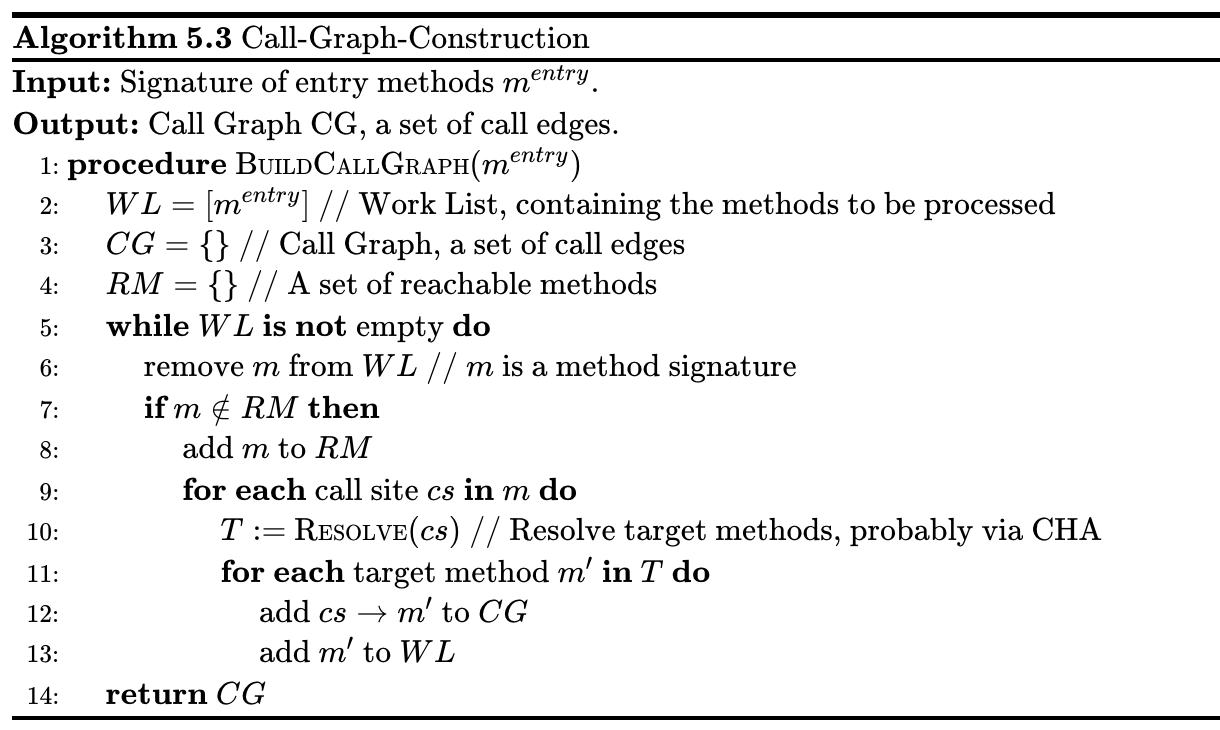 Algorithm 5.3 Call-Graph-Construction
Input: Signature of entry methods m^{entry}.
Output: Call Graph CG, a set of call edges.
1: procedure BUILDCALLGRAPH(m^{entry})
2: WL = [m^{entry}] // Work List, containing the methods to be processed
3: CG = {} // Call Graph, a set of call edges
4: RM = {} // A set of reachable methods
5: while WL is not empty do
6: remove m from WL // m is a method signature
7: if m ∉ RM then
8: add m to RM
9: for each call site cs in m do
10: T := RESOLVE(cs) // Resolve target methods, probably via CHA
11: for each target method m′ in T do
12: add cs → m′ to CG
13: add m′ to WL
14: return CG